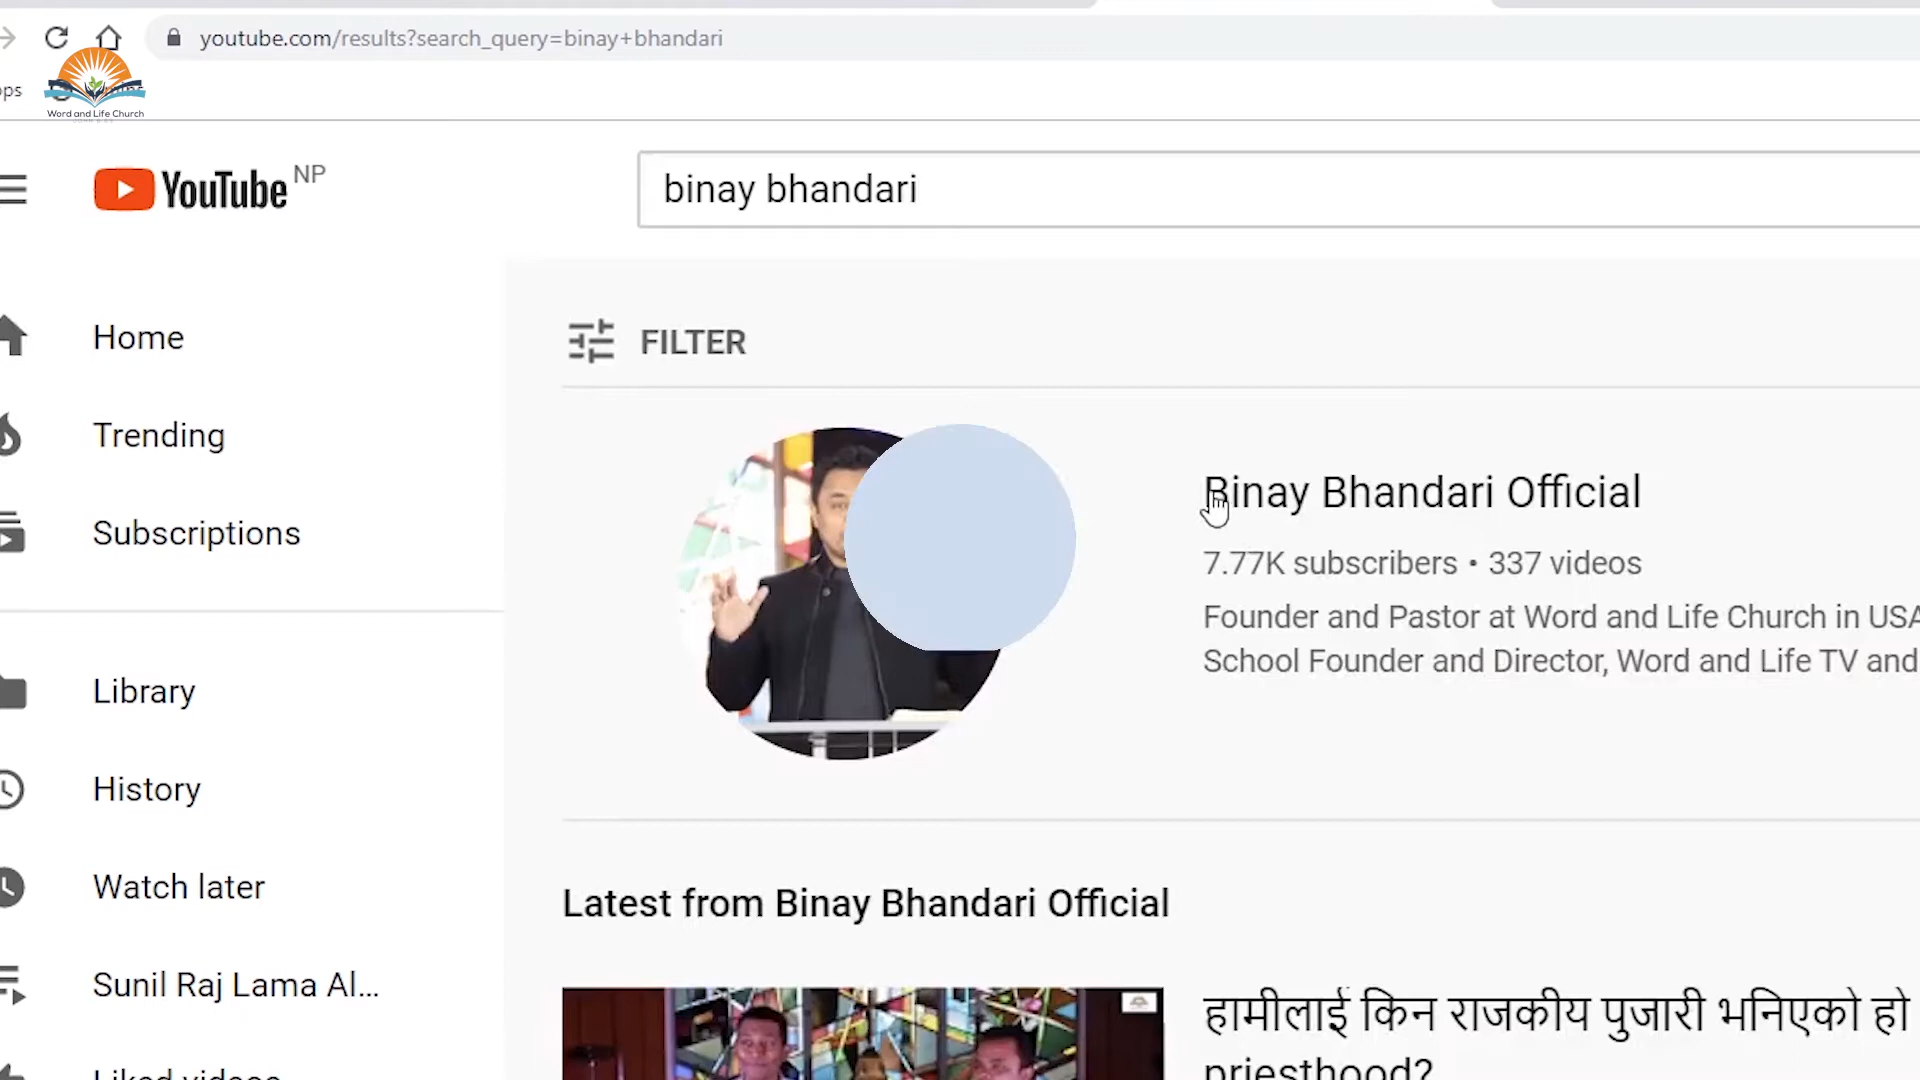 youtube.com/results?search_query=binay+bhandari
Word and Life Church
YouTube NP
binay bhandari
Home
Trending
Subscriptions
Library
History
Watch later
Sunil Raj Lama Al...
Liked videos
FILTER
Binay Bhandari Official
7.77K subscribers • 337 videos
Founder and Pastor at Word and Life Church in USA
School Founder and Director, Word and Life TV and
Latest from Binay Bhandari Official
हामीलाई किन राजकीय पुजारी भनिएको हो
priesthood?